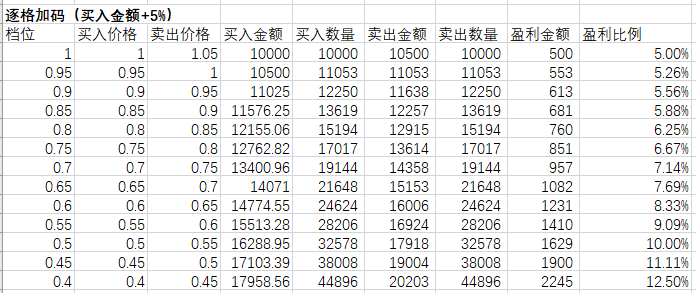 逐格加码（买入金额+5%）
档位 买入价格 卖出价格 买入金额 买入数量 卖出金额 卖出数量 盈利金额 盈利比例
1 1 1.05 10000 10000 10500 10000 500 5.00%
0.95 0.95 1 10500 11053 11053 11053 553 5.26%
0.9 0.9 0.95 11025 12250 11638 12250 613 5.56%
0.85 0.85 0.9 11576.25 13619 12257 13619 681 5.88%
0.8 0.8 0.85 12155.06 15194 12915 15194 760 6.25%
0.75 0.75 0.8 12762.82 17017 13614 17017 851 6.67%
0.7 0.7 0.75 13400.96 19144 14358 19144 957 7.14%
0.65 0.65 0.7 14071 21648 15153 21648 1082 7.69%
0.6 0.6 0.65 14774.55 24624 16006 24624 1231 8.33%
0.55 0.55 0.6 15513.28 28206 16924 28206 1410 9.09%
0.5 0.5 0.55 16288.95 32578 17918 32578 1629 10.00%
0.45 0.45 0.5 17103.39 38008 19004 38008 1900 11.11%
0.4 0.4 0.45 17958.56 44896 20203 44896 2245 12.50%